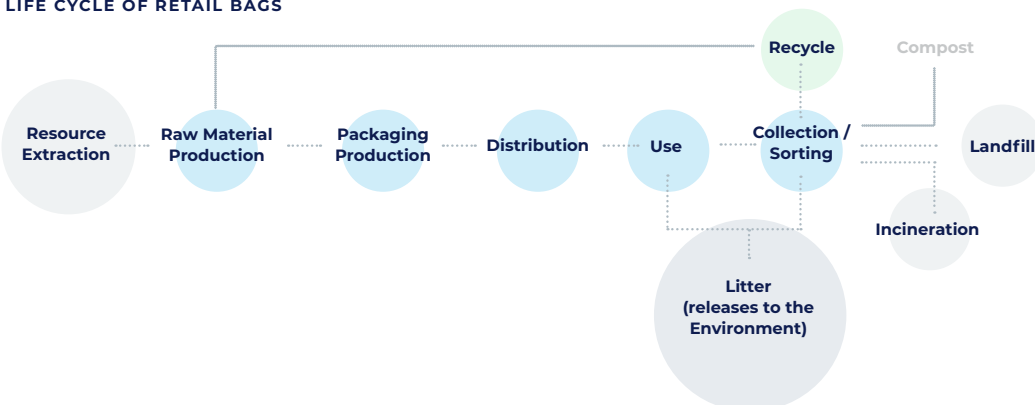 LIFE CYCLE OF RETAIL BAGS
Recycle
Compost
Resource
Extraction
Raw Material
Production
Packaging
Production
Distribution
Use
Collection /
Sorting
Landfill
Incineration
Litter
(releases to the
Environment)